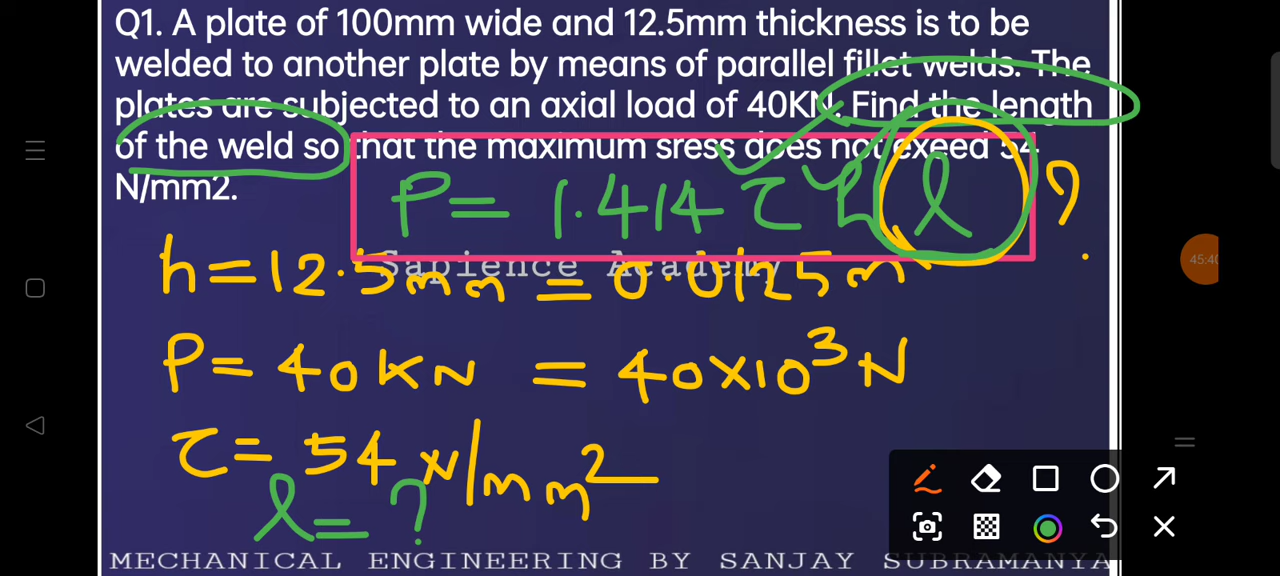 Q1. A plate of 100mm wide and 12.5mm thickness is to be
welded to another plate by means of parallel fillet welds. The
plates are subjected to an axial load of 40KN. Find the length
of the weld so that the maximum sress does not exeed 54
N/mm2.
P = 1.414 τ h l ?
Sapience Academy
h = 12.5mm = 0.0125m
P = 40KN = 40×10³ N
τ = 54 N/mm²
l = ?
45:40
MECHANICAL ENGINEERING BY SANJAY SUBRAMANYA